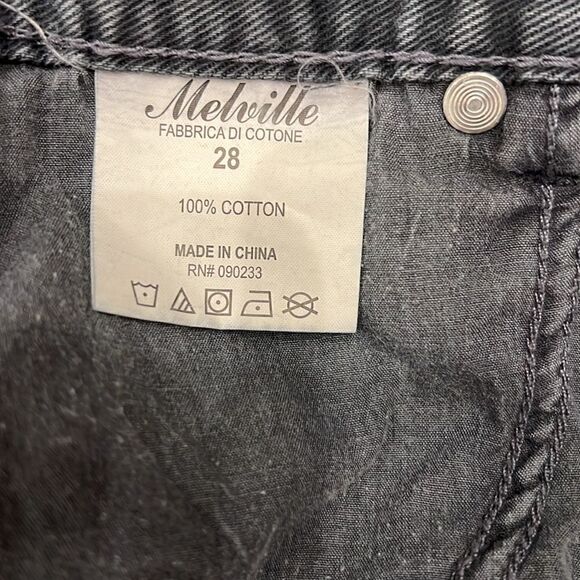 Melville
FABBRICA DI COTONE
28
100% COTTON
MADE IN CHINA
RN# 090233